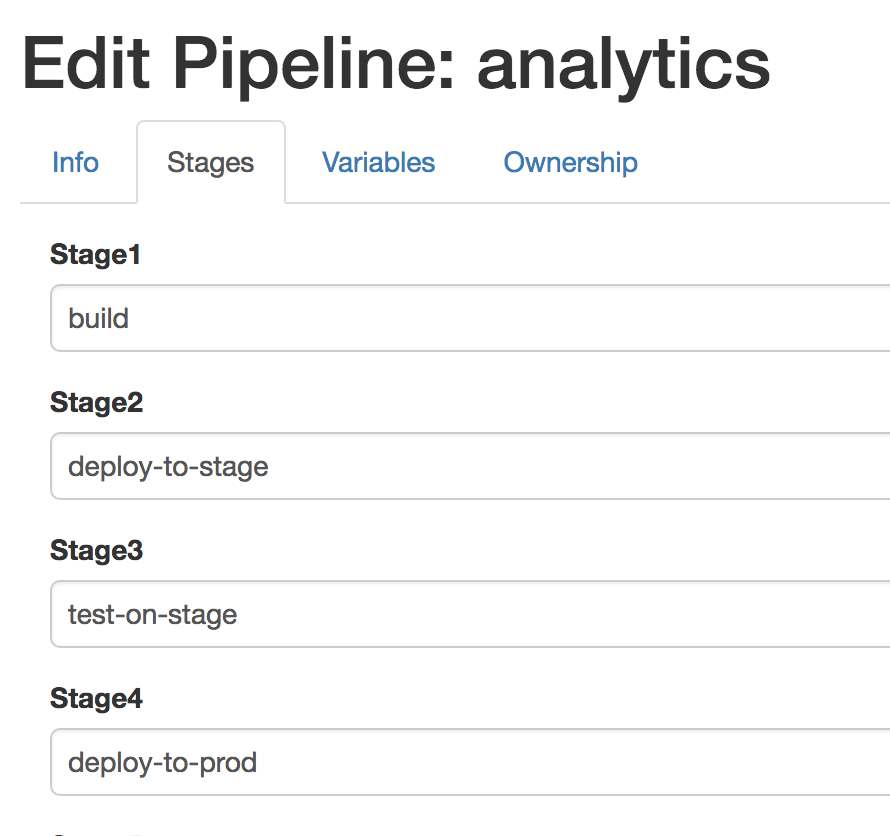 Edit Pipeline: analytics
Info Stages Variables Ownership
Stage1
build
Stage2
deploy-to-stage
Stage3
test-on-stage
Stage4
deploy-to-prod